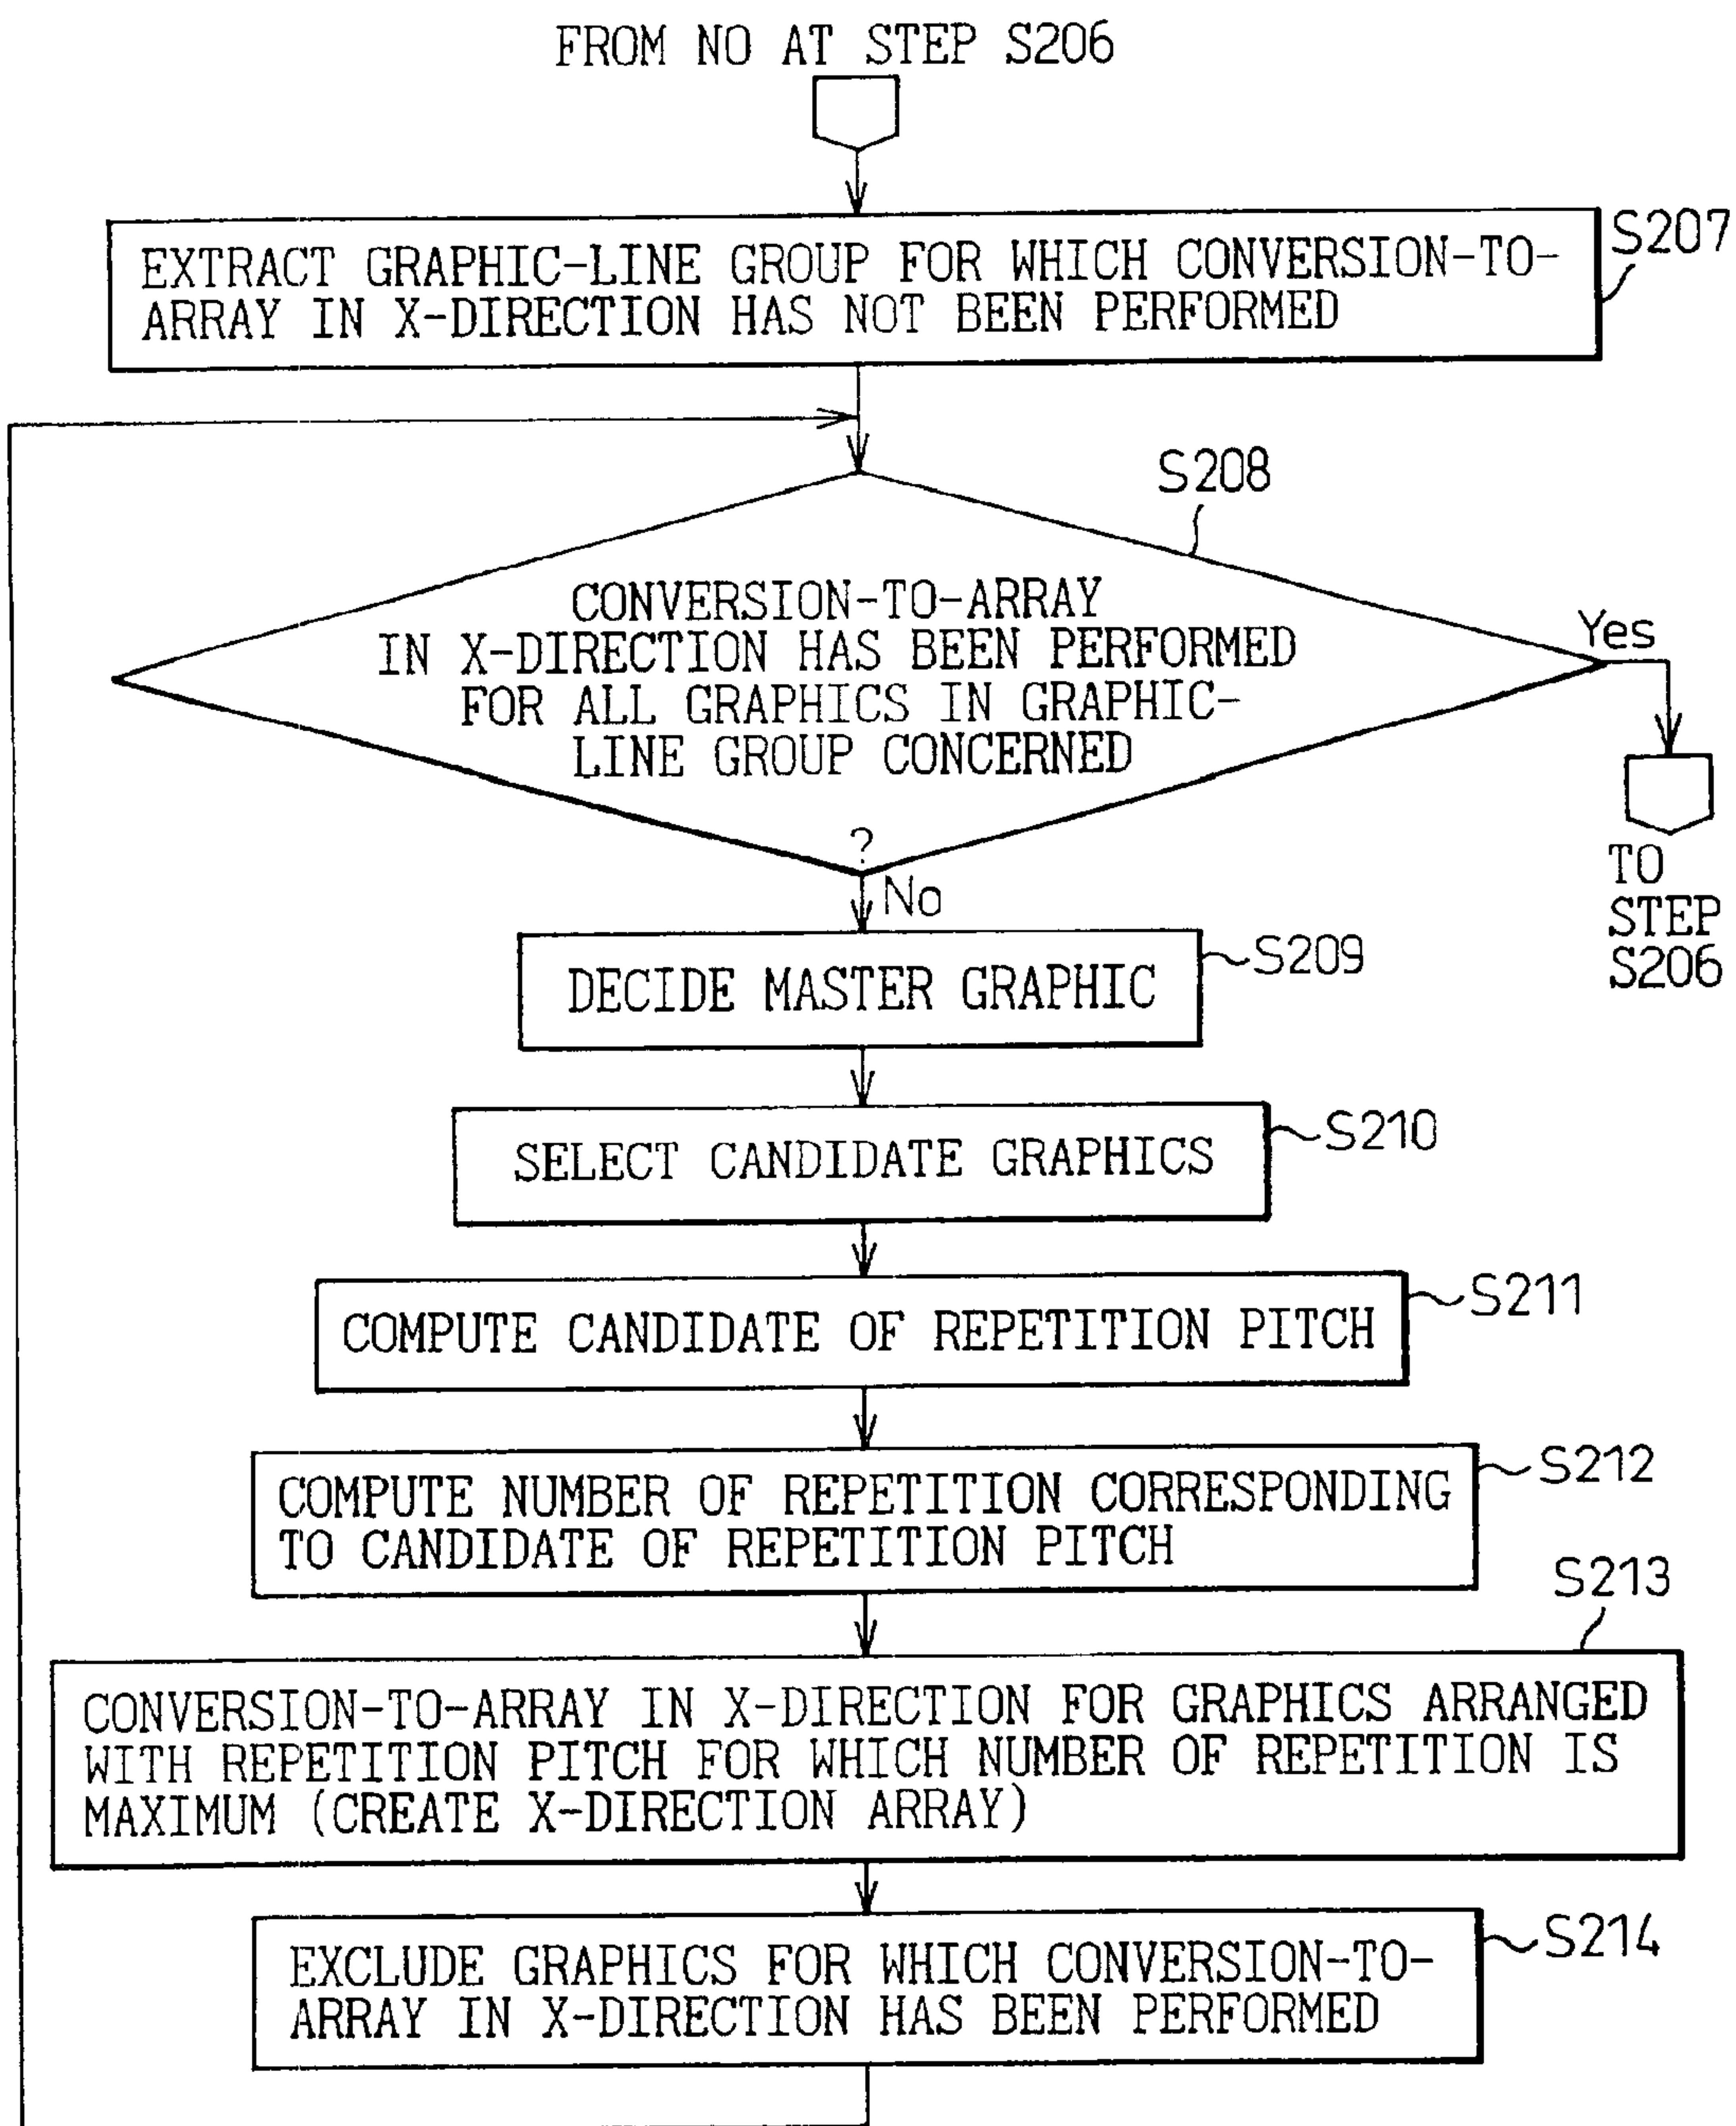 FROM NO AT STEP S206
S207
EXTRACT GRAPHIC-LINE GROUP FOR WHICH CONVERSION-TO-
ARRAY IN X-DIRECTION HAS NOT BEEN PERFORMED
S208
CONVERSION-TO-ARRAY
IN X-DIRECTION HAS BEEN PERFORMED
FOR ALL GRAPHICS IN GRAPHIC-
LINE GROUP CONCERNED
?
Yes
TO
STEP
S206
No
DECIDE MASTER GRAPHIC
S209
SELECT CANDIDATE GRAPHICS
S210
COMPUTE CANDIDATE OF REPETITION PITCH
S211
COMPUTE NUMBER OF REPETITION CORRESPONDING
TO CANDIDATE OF REPETITION PITCH
S212
S213
CONVERSION-TO-ARRAY IN X-DIRECTION FOR GRAPHICS ARRANGED
WITH REPETITION PITCH FOR WHICH NUMBER OF REPETITION IS
MAXIMUM (CREATE X-DIRECTION ARRAY)
EXCLUDE GRAPHICS FOR WHICH CONVERSION-TO-
ARRAY IN X-DIRECTION HAS BEEN PERFORMED
S214